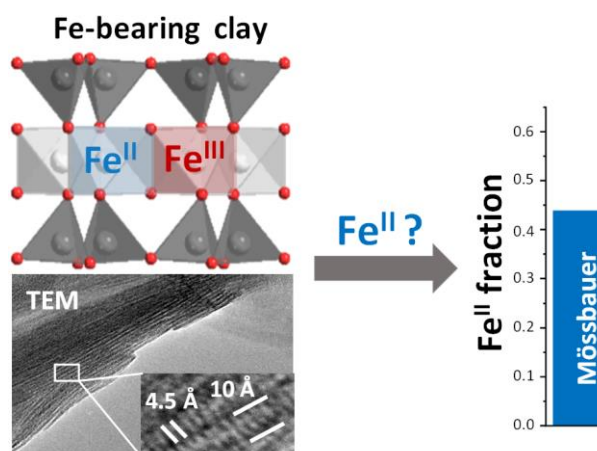 Fe-bearing clay
Fe^II Fe^III
TEM
4.5 Å 10 Å
Fe^II ?
Fe^II fraction
0.6
0.5
0.4
0.3
0.2
0.1
0.0
Mössbauer